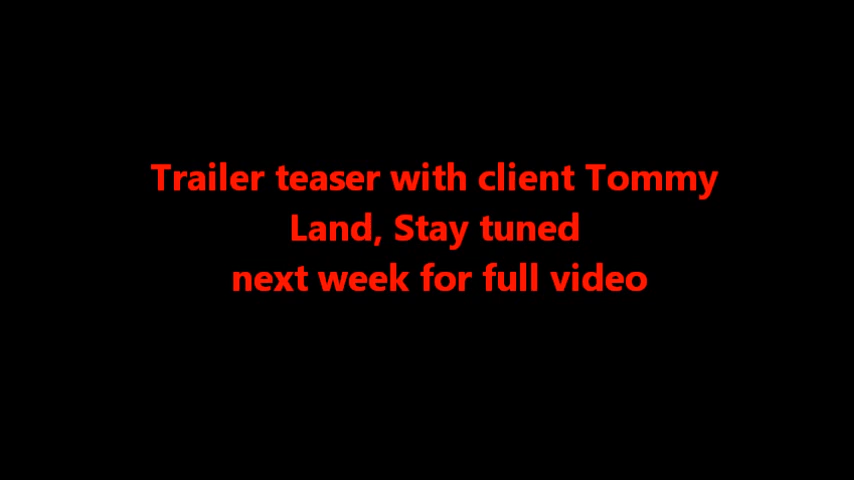 Trailer teaser with client Tommy
Land, Stay tuned
next week for full video